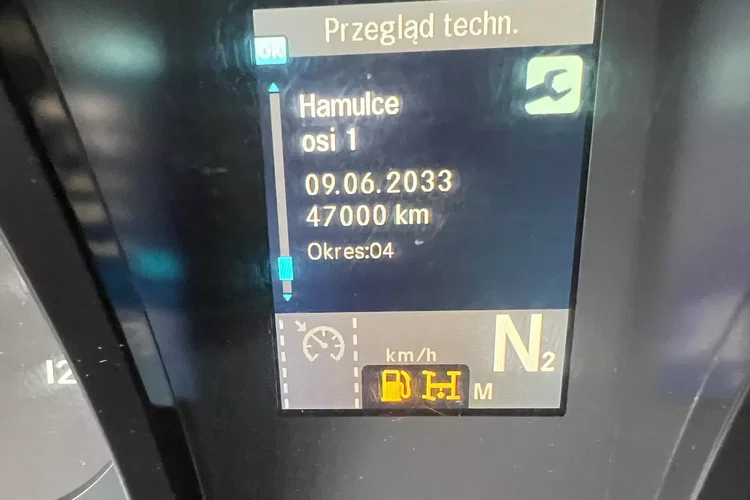 Przegląd techn.
OK
Hamulce
osi 1
09.06.2033
47000 km
Okres:04
N2
km/h
M
12